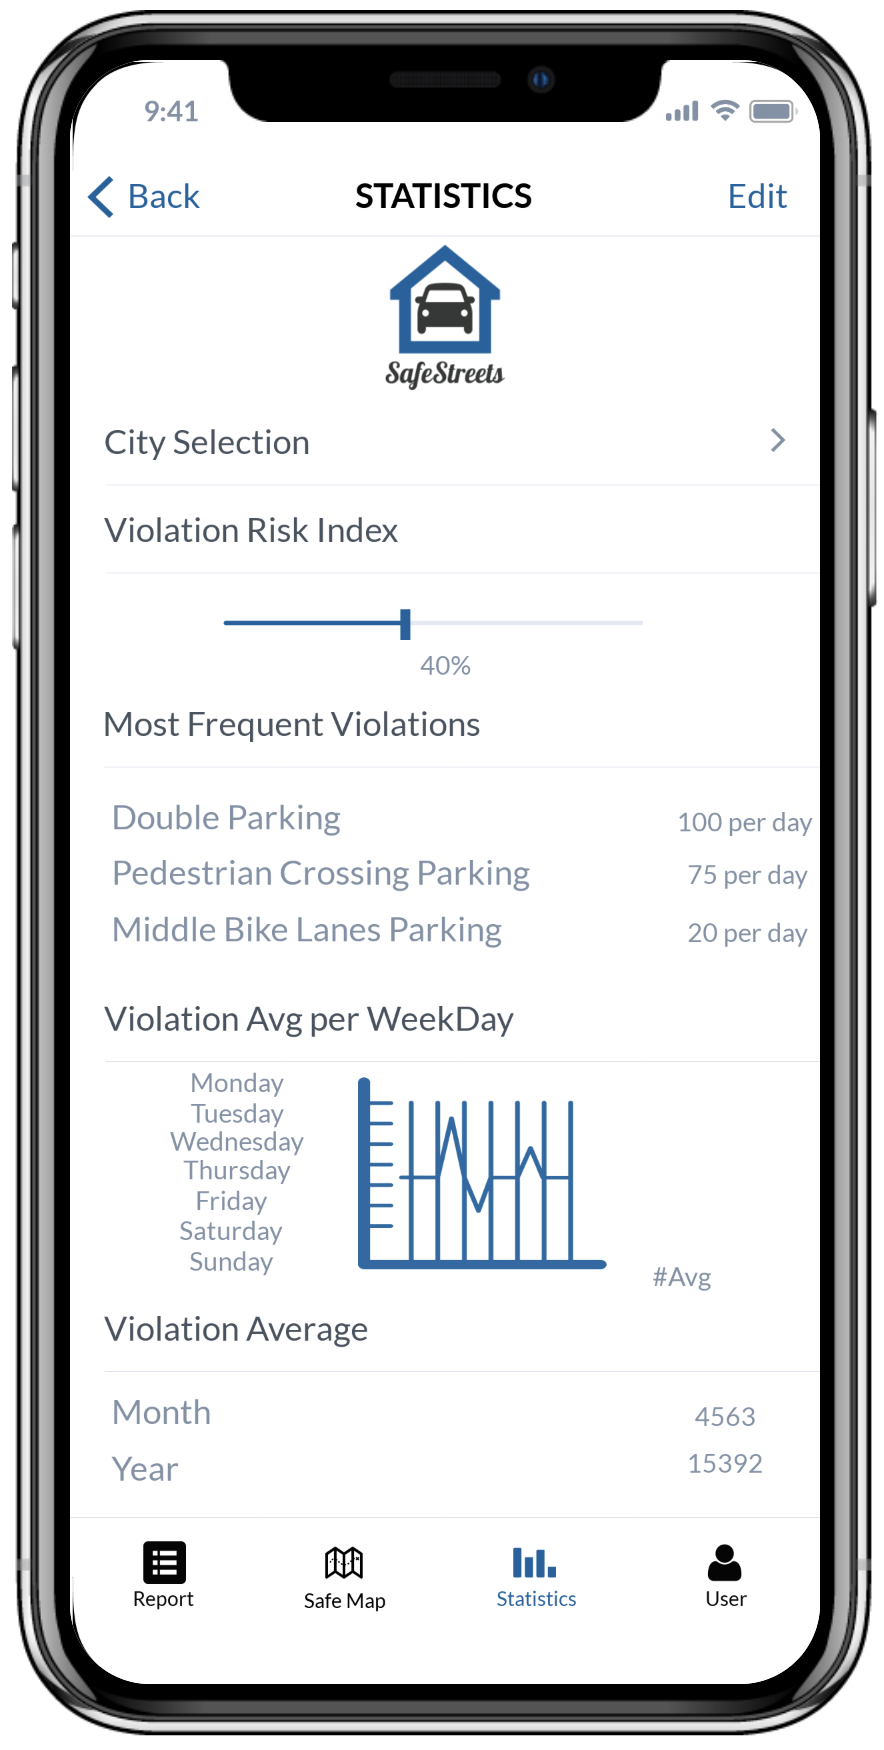 9:41
Back STATISTICS Edit
SafeStreets
City Selection
Violation Risk Index
40%
Most Frequent Violations
Double Parking 100 per day
Pedestrian Crossing Parking 75 per day
Middle Bike Lanes Parking 20 per day
Violation Avg per WeekDay
Monday
Tuesday
Wednesday
Thursday
Friday
Saturday
Sunday
#Avg
Violation Average
Month 4563
Year 15392
Report Safe Map Statistics User